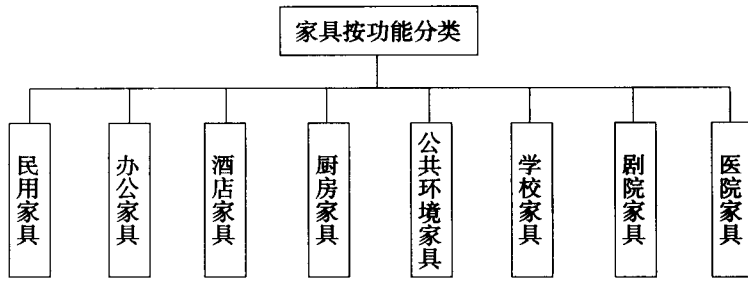 家具按功能分类
民用家具
办公家具
酒店家具
厨房家具
公共环境家具
学校家具
剧院家具
医院家具